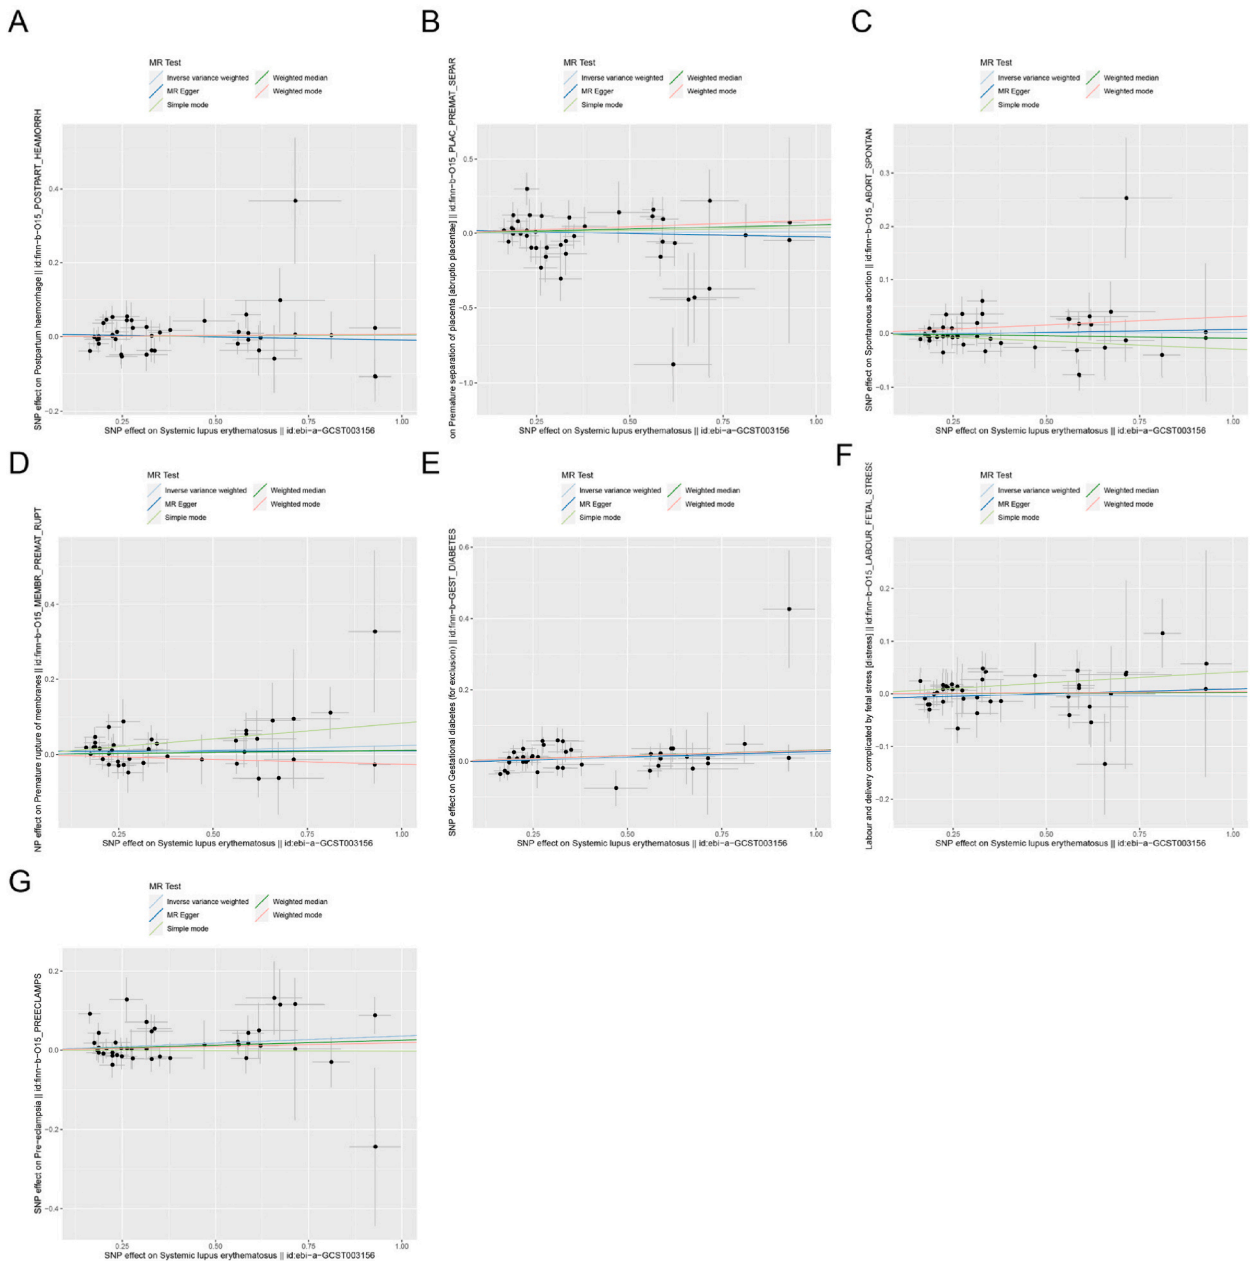 A
MR Test
Inverse variance weighted
Weighted median
MR Egger
Weighted mode
Simple mode
SNP effect on Postpartum haemorrhage || id:finn-b-O15_POSTPART_HEAMORRH
0.4
0.2
0.0
-0.2
0.25 0.50 0.75 1.00
SNP effect on Systemic lupus erythematosus || id:ebi-a-GCST003156
B
MR Test
Inverse variance weighted
Weighted median
MR Egger
Weighted mode
Simple mode
on Premature separation of placenta [abruptio placentae] || id:finn-b-O15_PLAC_PREMAT_SEPAR
0.5
0.0
-0.5
-1.0
0.25 0.50 0.75 1.00
SNP effect on Systemic lupus erythematosus || id:ebi-a-GCST003156
C
MR Test
Inverse variance weighted
Weighted median
MR Egger
Weighted mode
Simple mode
SNP effect on Spontaneous abortion || id:finn-b-O15_ABORT_SPONTAN
0.3
0.2
0.1
0.0
-0.1
0.25 0.50 0.75 1.00
SNP effect on Systemic lupus erythematosus || id:ebi-a-GCST003156
D
MR Test
Inverse variance weighted
Weighted median
MR Egger
Weighted mode
Simple mode
NP effect on Premature rupture of membranes || id:finn-b-O15_MEMBR_PREMAT_RUPT
0.4
0.2
0.0
0.25 0.50 0.75 1.00
SNP effect on Systemic lupus erythematosus || id:ebi-a-GCST003156
E
MR Test
Inverse variance weighted
Weighted median
MR Egger
Weighted mode
Simple mode
SNP effect on Gestational diabetes (for exclusion) || id:finn-b-GEST_DIABETES
0.6
0.4
0.2
0.0
0.25 0.50 0.75 1.00
SNP effect on Systemic lupus erythematosus || id:ebi-a-GCST003156
F
MR Test
Inverse variance weighted
Weighted median
MR Egger
Weighted mode
Simple mode
Labour and delivery complicated by fetal stress [distress] || id:finn-b-O15_LABOUR_FETAL_STRESS
0.2
0.1
0.0
-0.1
-0.2
0.25 0.50 0.75 1.00
SNP effect on Systemic lupus erythematosus || id:ebi-a-GCST003156
G
MR Test
Inverse variance weighted
Weighted median
MR Egger
Weighted mode
Simple mode
SNP effect on Pre-eclampsia || id:finn-b-O15_PREECLAMPS
0.2
0.0
-0.2
-0.4
0.25 0.50 0.75 1.00
SNP effect on Systemic lupus erythematosus || id:ebi-a-GCST003156